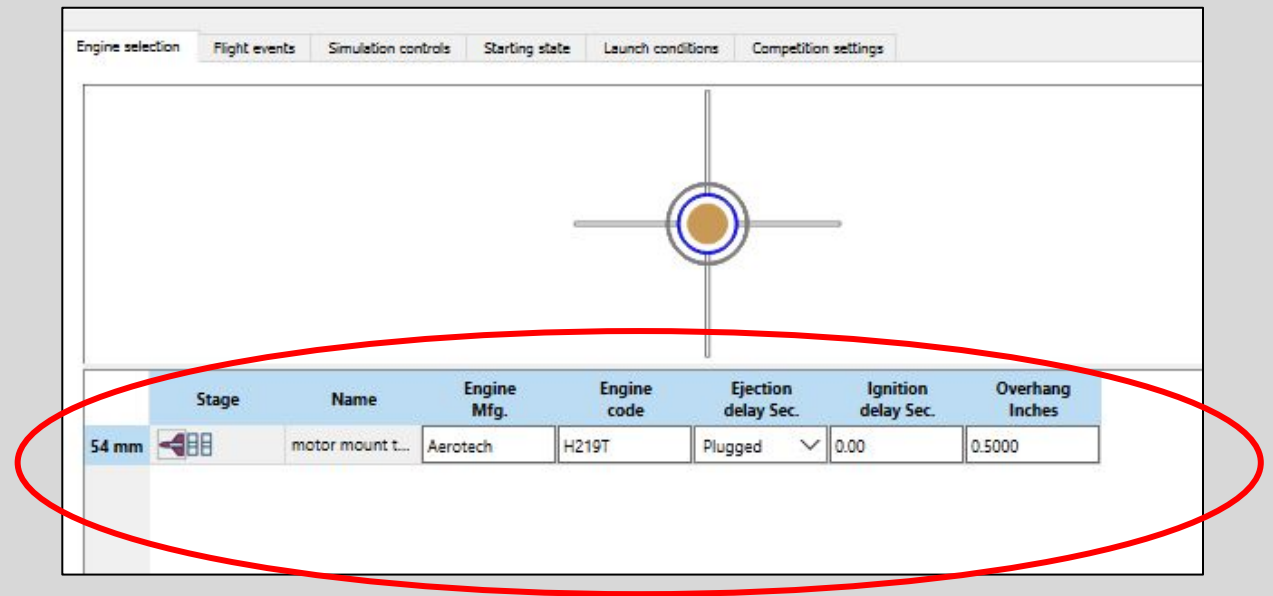 Engine selection Flight events Simulation controls Starting state Launch conditions Competition settings
Stage Name Engine Mfg. Engine code Ejection delay Sec. Ignition delay Sec. Overhang Inches
54 mm motor mount t... Aerotech H219T Plugged 0.00 0.5000